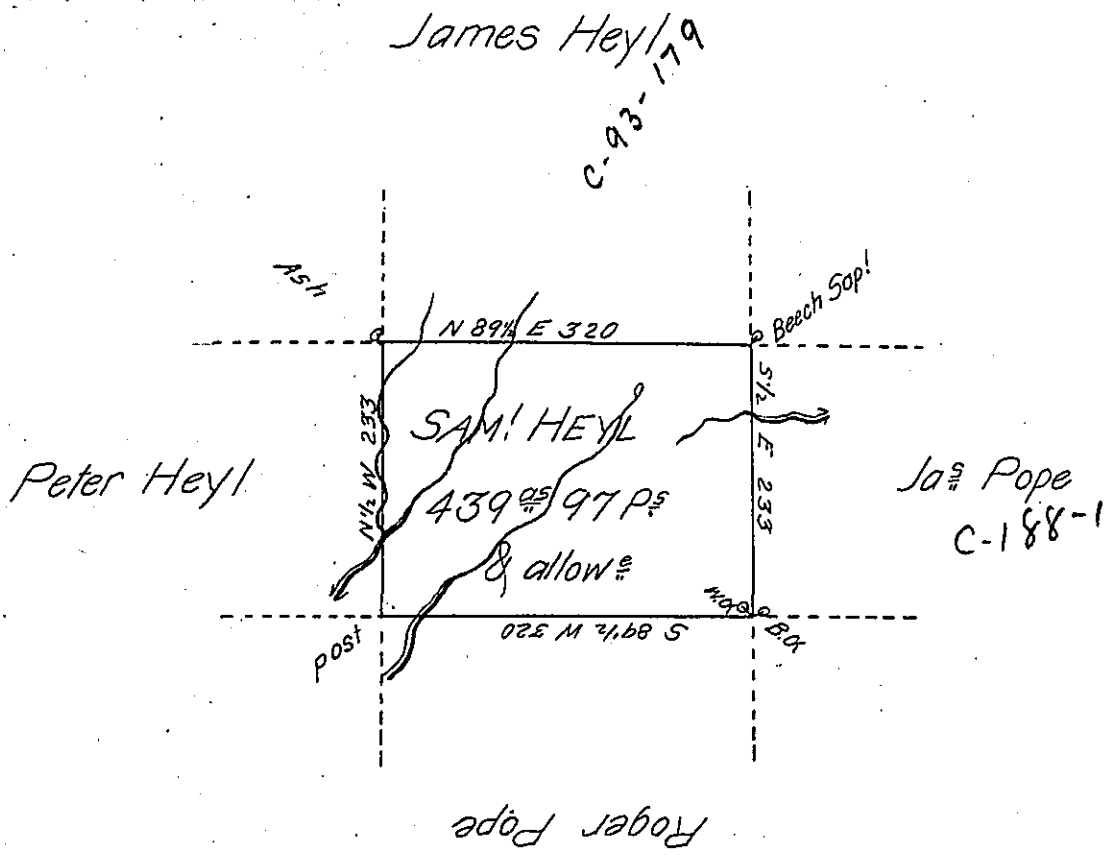 James Heyl
C-93-179
Ash
Beech Sap!
N 89½ E 320
S½ E 233
N½ W 233
SAM! HEYL
Peter Heyl
Jas Pope
C-188-1
439 as 97 Ps
& allowe
W.O.
B.O.
post
S 89½ W 320
Roger Pope